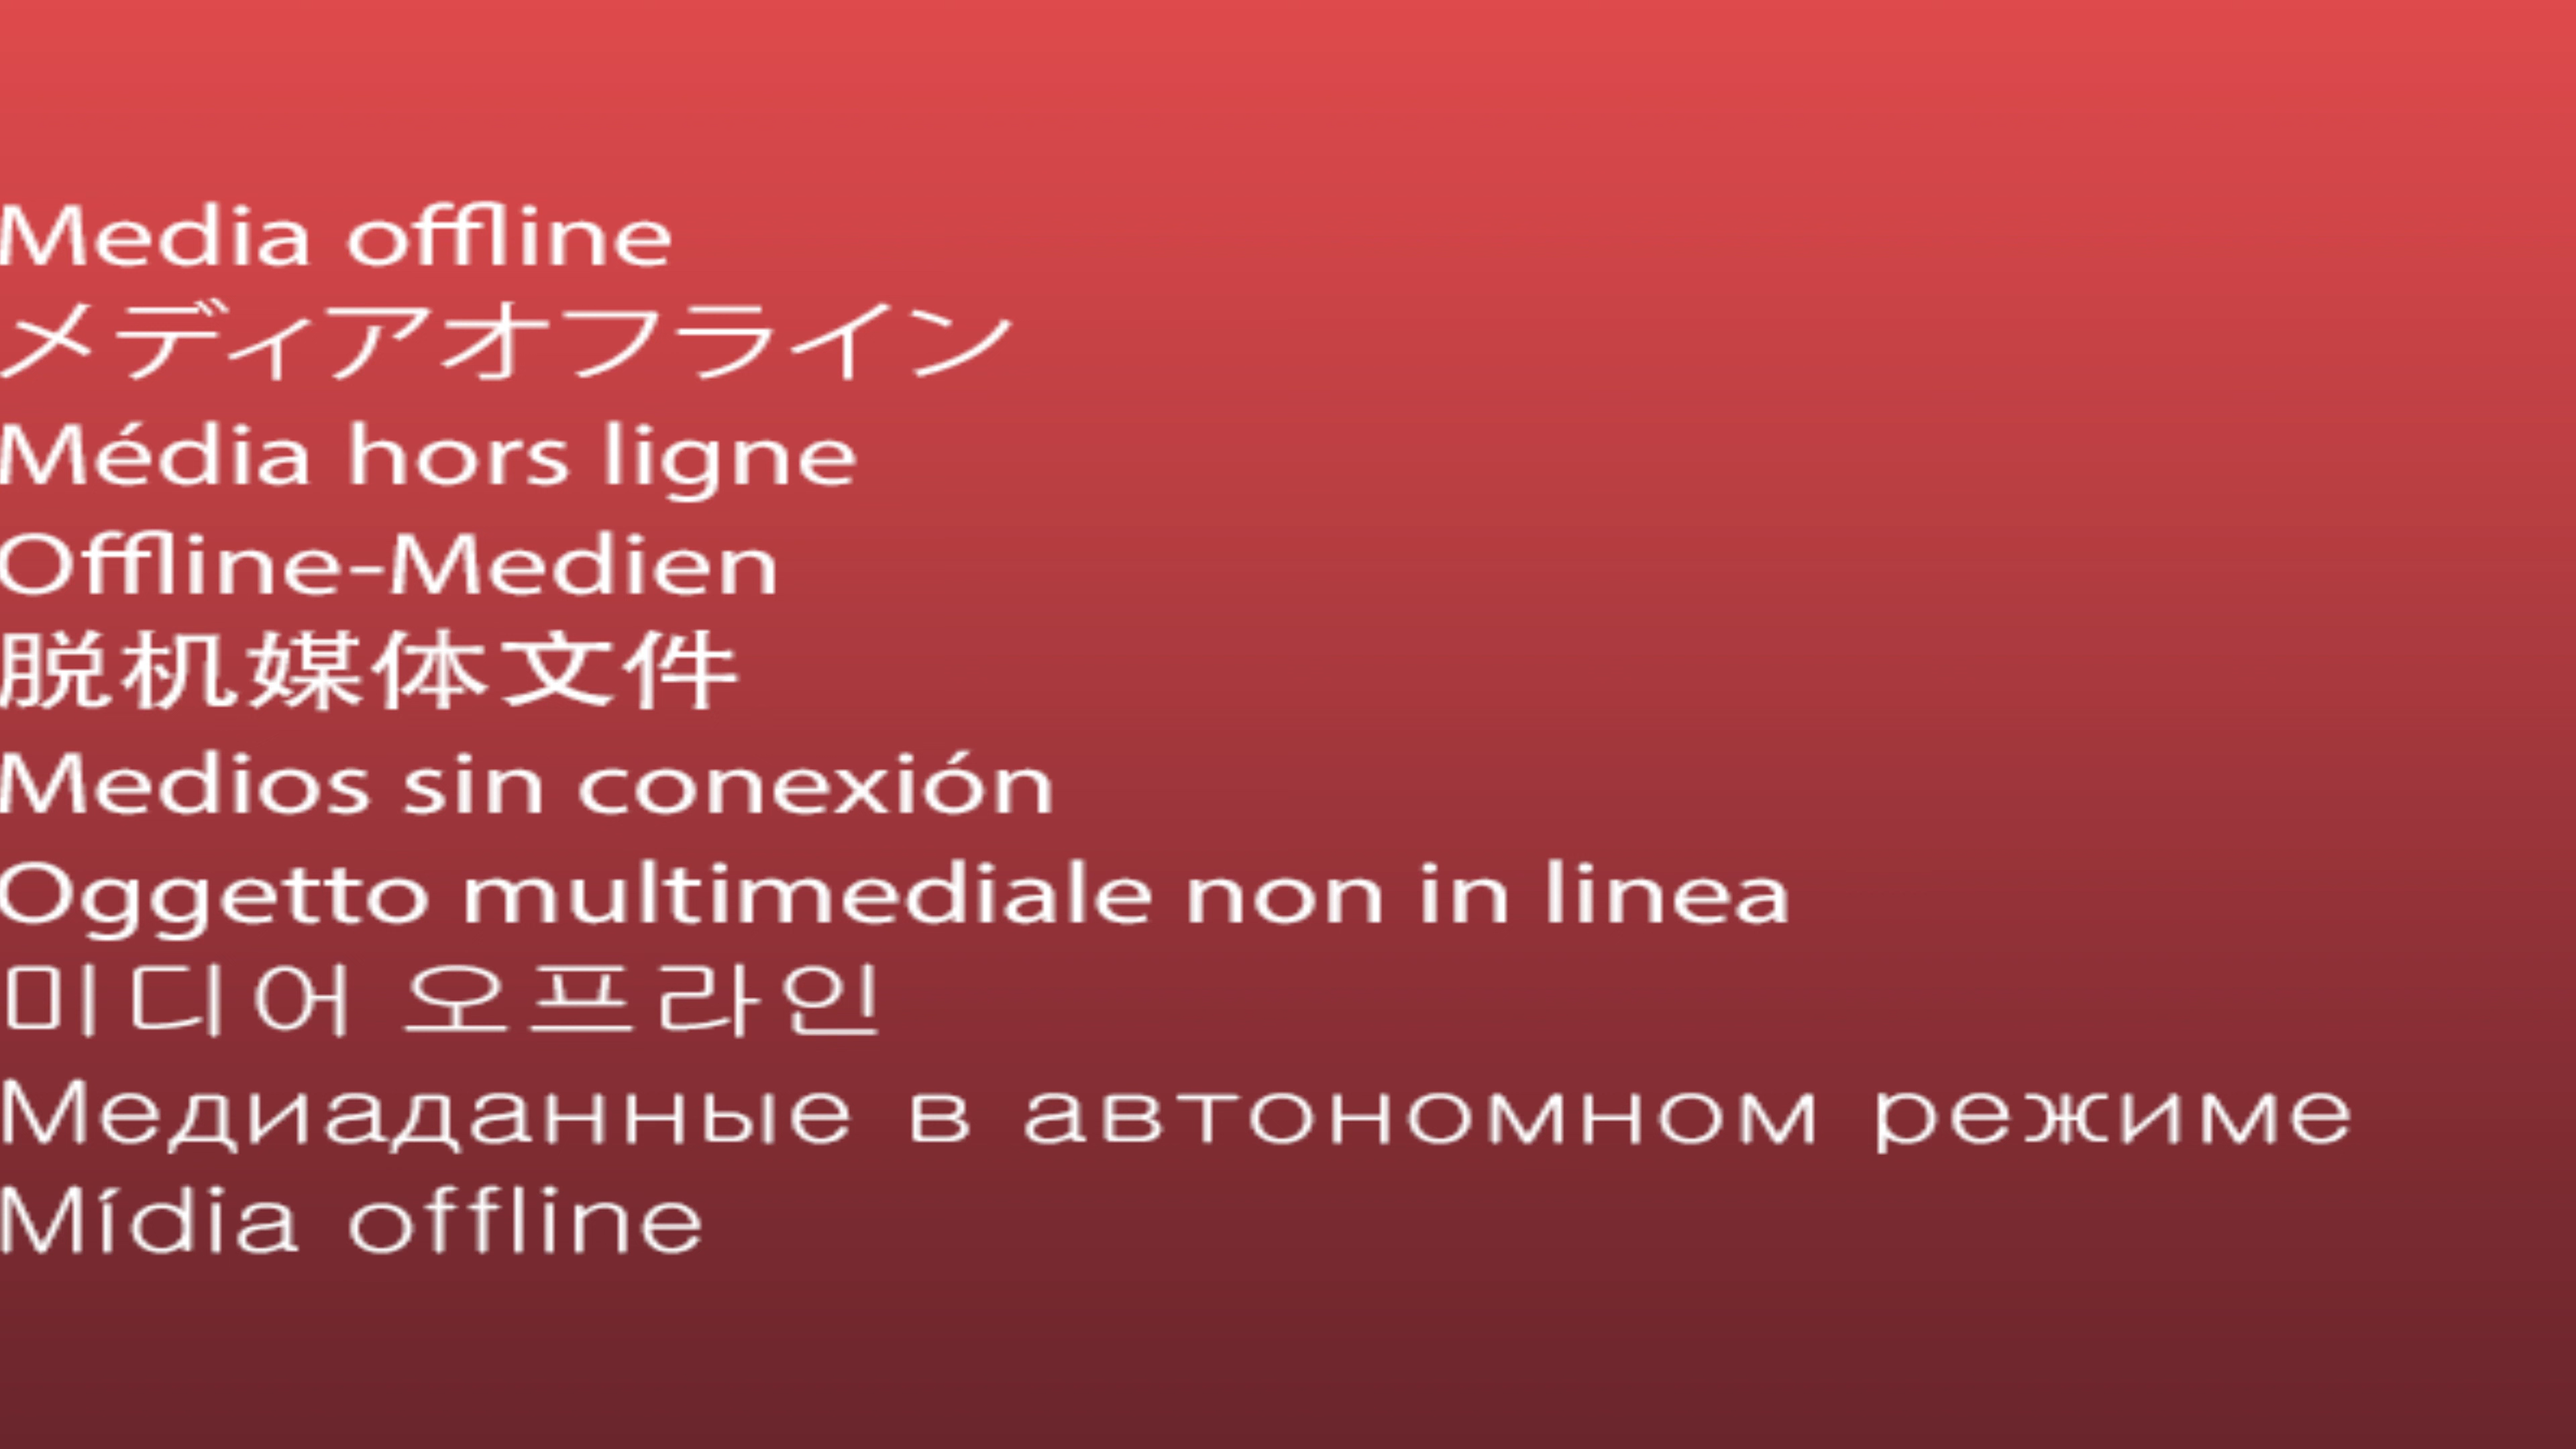 Media offline
メディアオフライン
Média hors ligne
Offline-Medien
脱机媒体文件
Medios sin conexión
Oggetto multimediale non in linea
미디어 오프라인
Медиаданные в автономном режиме
Mídia offline